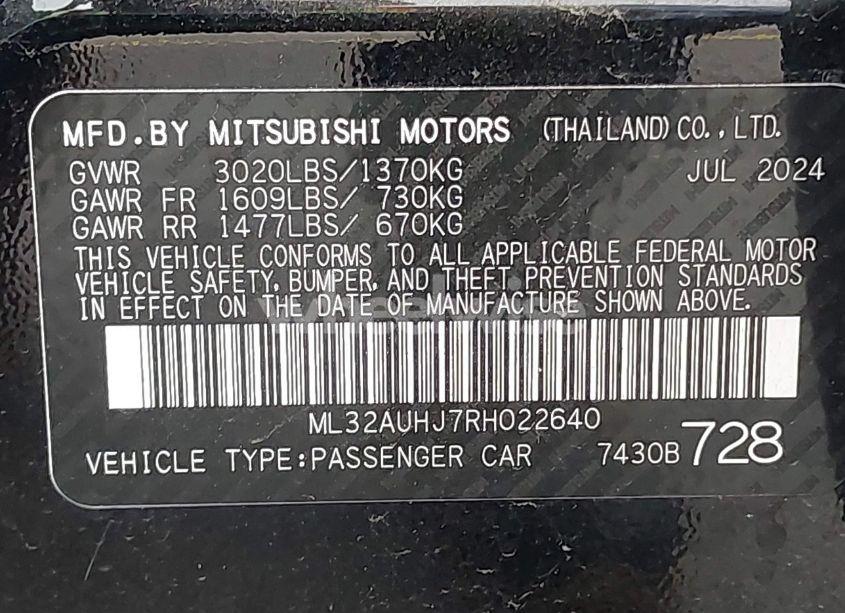 MFD.BY MITSUBISHI MOTORS (THAILAND) CO., LTD.
GVWR 3020LBS/1370KG JUL 2024
GAWR FR 1609LBS/ 730KG
GAWR RR 1477LBS/ 670KG
THIS VEHICLE CONFORMS TO ALL APPLICABLE FEDERAL MOTOR
VEHICLE SAFETY, BUMPER, AND THEFT PREVENTION STANDARDS
IN EFFECT ON THE DATE OF MANUFACTURE SHOWN ABOVE.
ML32AUHJ7RH022640
VEHICLE TYPE:PASSENGER CAR 7430B 728